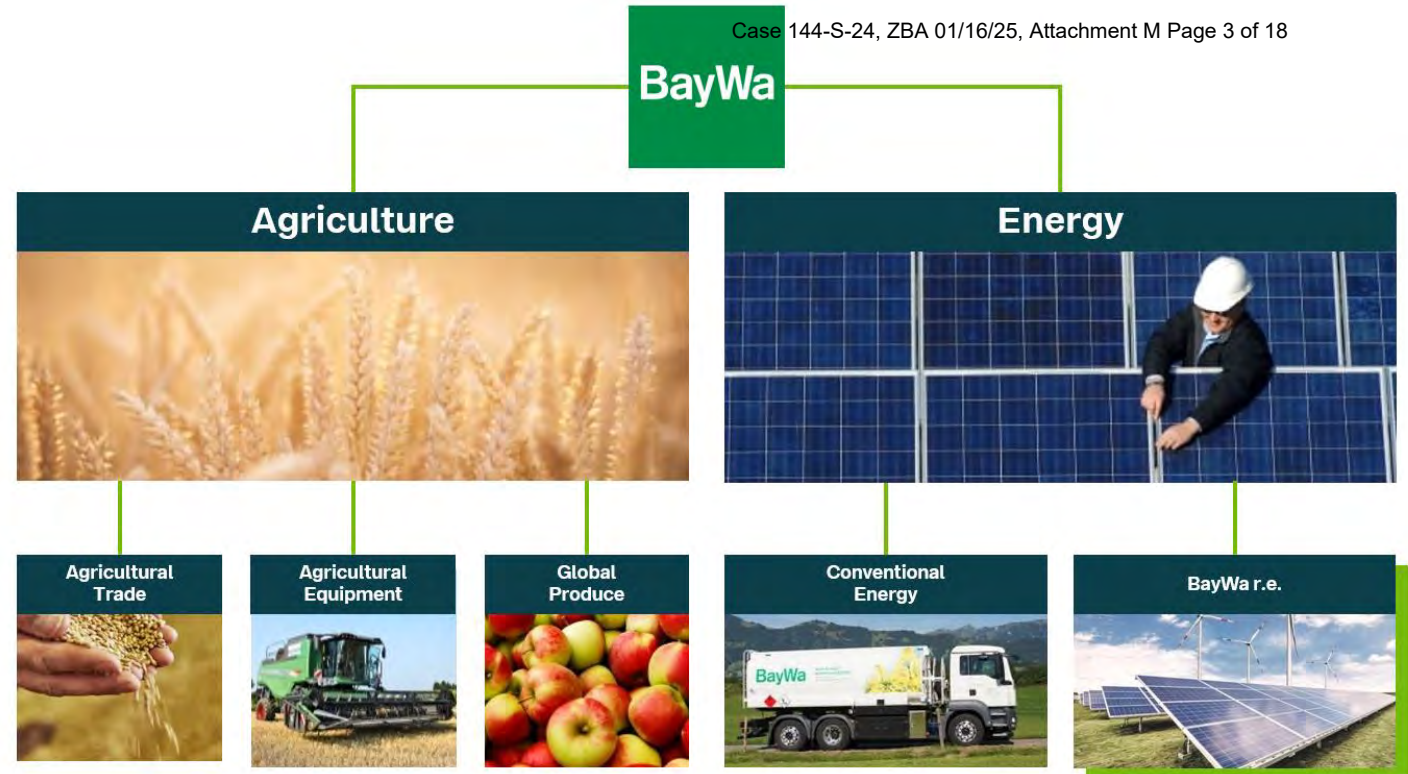 Case 144-S-24, ZBA 01/16/25, Attachment M Page 3 of 18
BayWa
Agriculture
Energy
Agricultural
Trade
Agricultural
Equipment
Global
Produce
Conventional
Energy
BayWa r.e.
BayWa